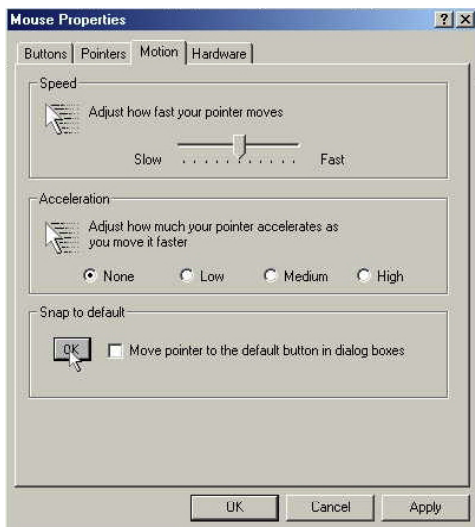 Mouse Properties
Buttons Pointers Motion Hardware
Speed
Adjust how fast your pointer moves
Slow Fast
Acceleration
Adjust how much your pointer accelerates as
you move it faster
None Low Medium High
Snap to default
OK Move pointer to the default button in dialog boxes
OK Cancel Apply